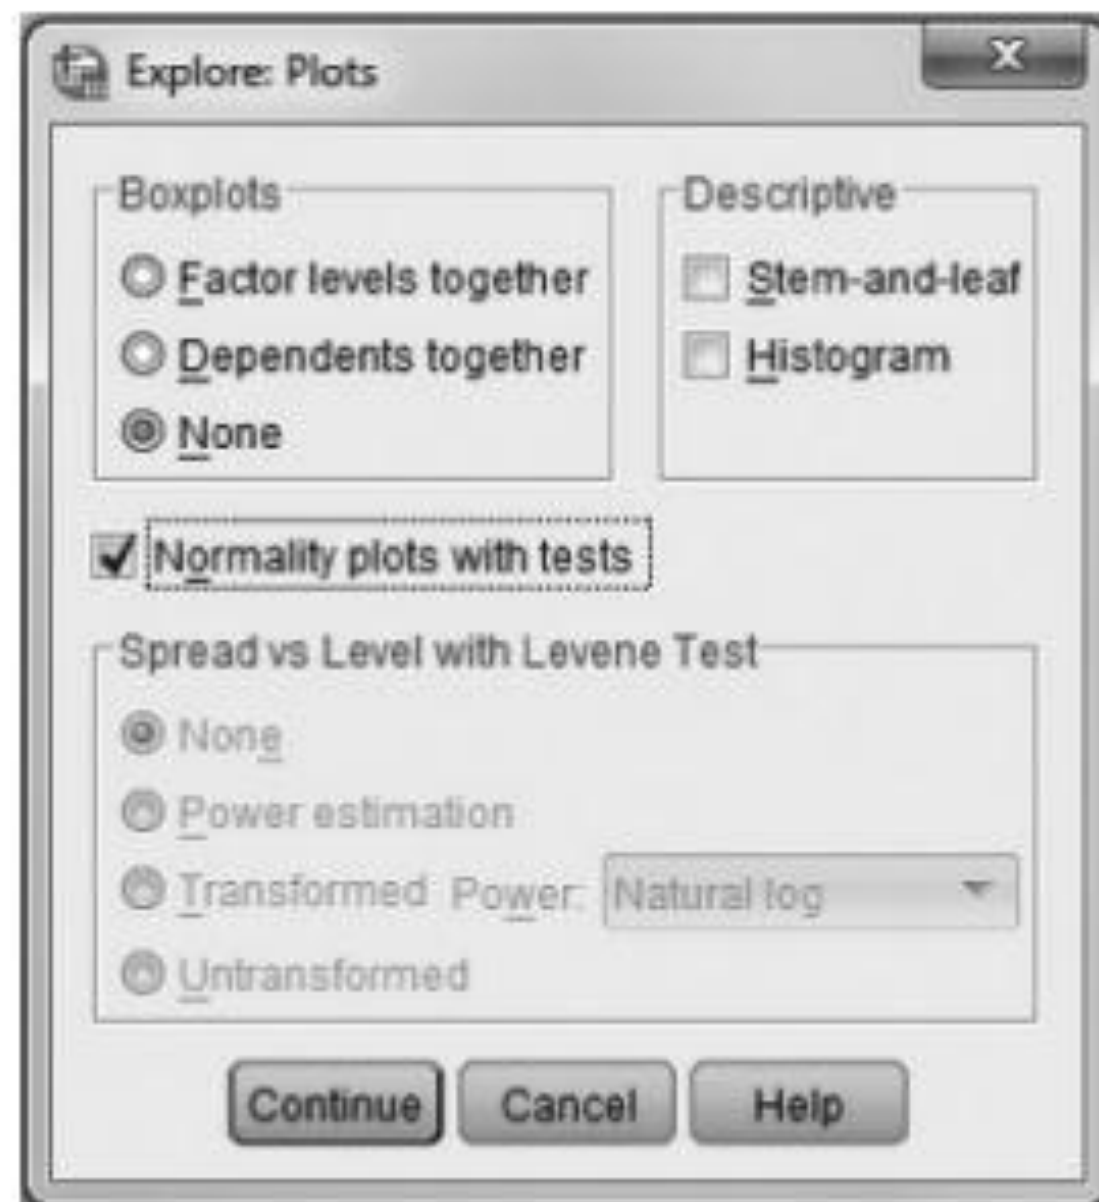 Explore: Plots
Boxplots
Factor levels together
Dependents together
None
Descriptive
Stem-and-leaf
Histogram
Normality plots with tests
Spread vs Level with Levene Test
None
Power estimation
Transformed Power: Natural log
Untransformed
Continue Cancel Help